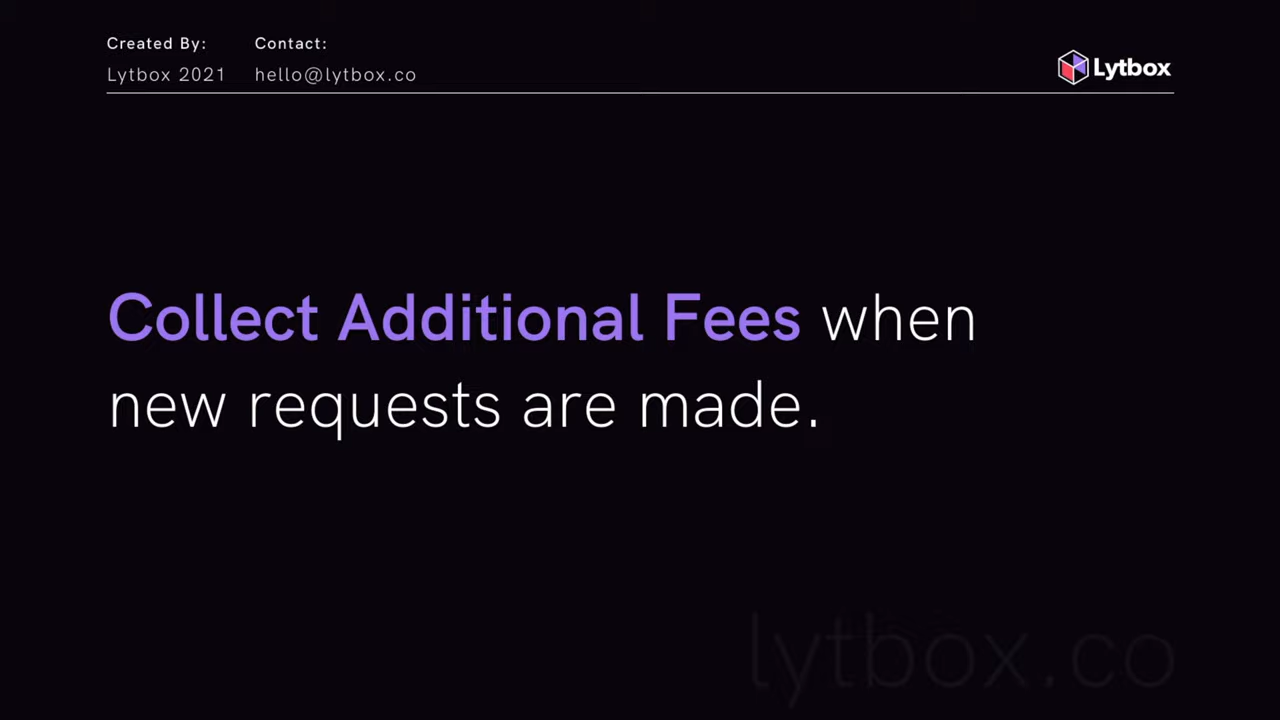 Created By: Contact:
Lytbox 2021 hello@lytbox.co
Lytbox
Collect Additional Fees when
new requests are made.
lytbox.co